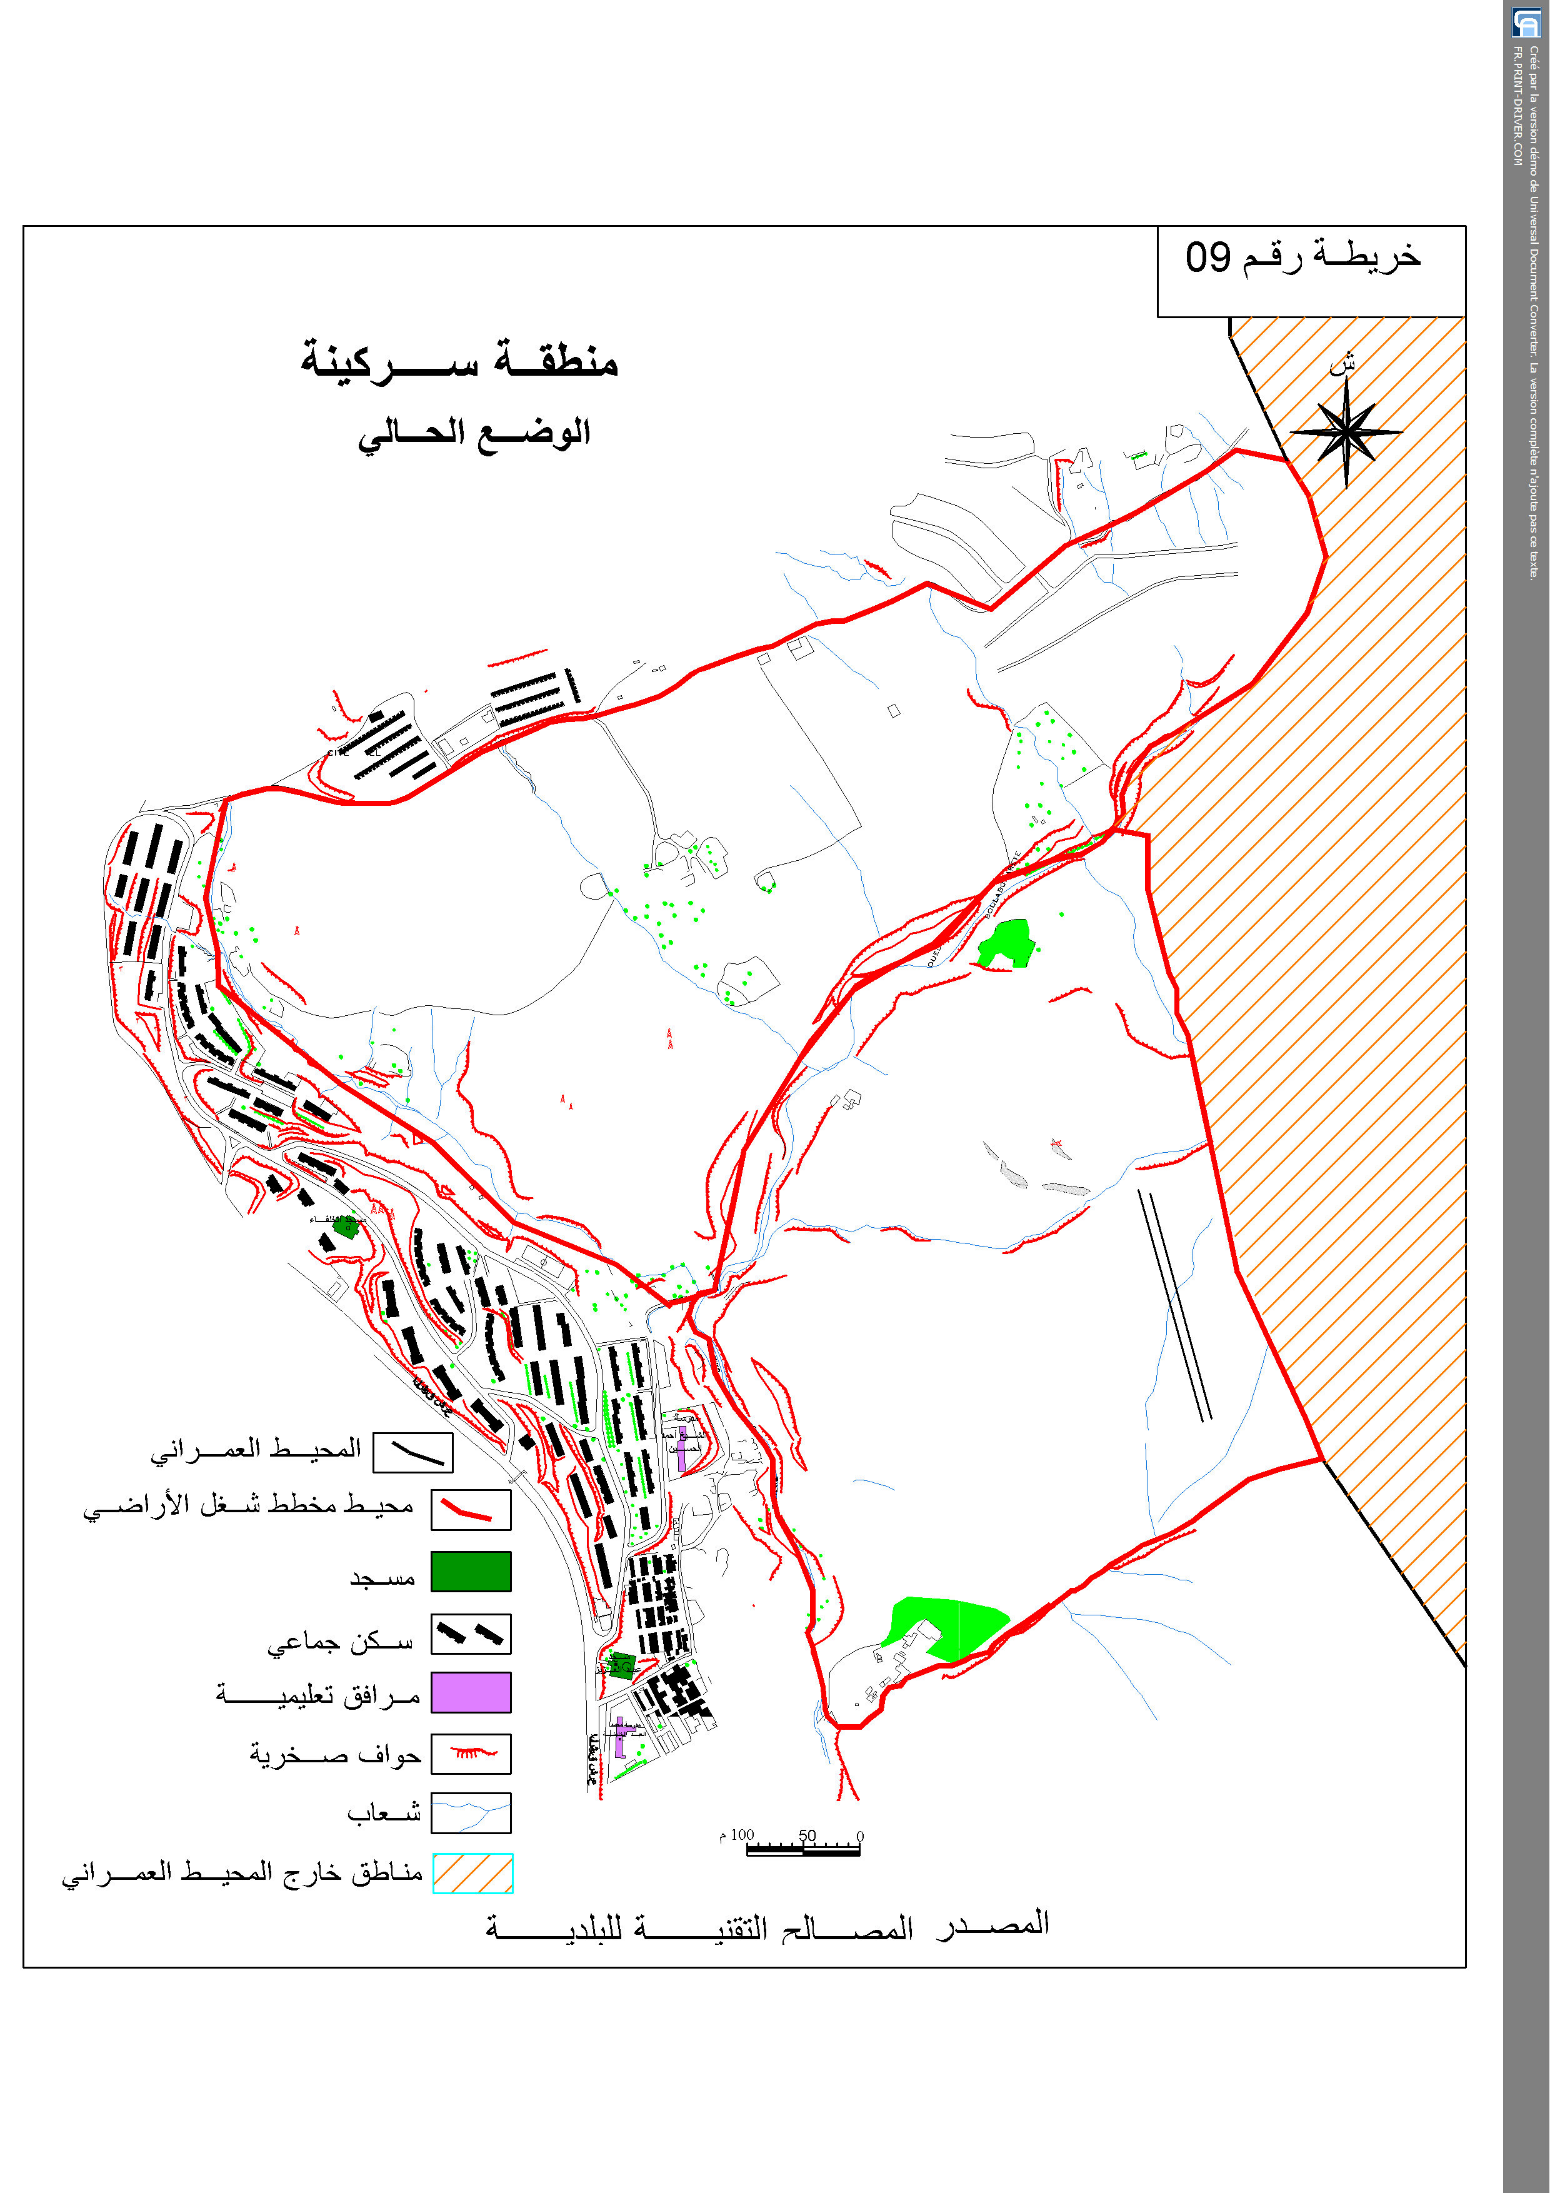 Créé par la version démo de Universal Document Converter. La version complète n'ajoute pas ce texte.
FR.PRINT-DRIVER.COM
خريطة رقم 09
ش
منطقة سركينة
الوضع الحالي
CITE EL
المحيط العمراني
محيط مخطط شغل الأراضي
مسجد
سكن جماعي
مرافق تعليمية
حواف صخرية
شعاب
مناطق خارج المحيط العمراني
0 50 100 م
المصدر المصالح التقنية للبلدية